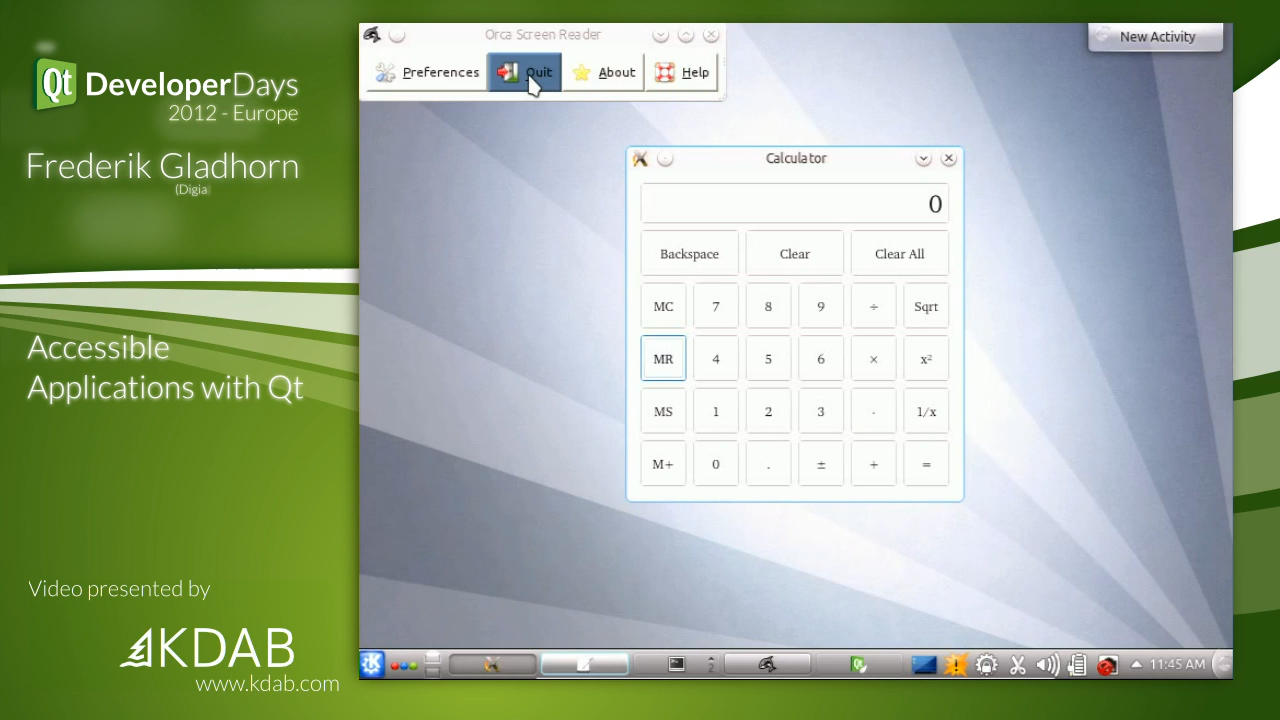 Qt DeveloperDays
2012 - Europe
Frederik Gladhorn
(Digia
Accessible
Applications with Qt
Video presented by
KDAB
www.kdab.com
Orca Screen Reader
Preferences Quit About Help
New Activity
Calculator
0
Backspace Clear Clear All
MC 7 8 9 ÷ Sqrt
MR 4 5 6 × x²
MS 1 2 3 - 1/x
M+ 0 . ± + =
2 11:45 AM